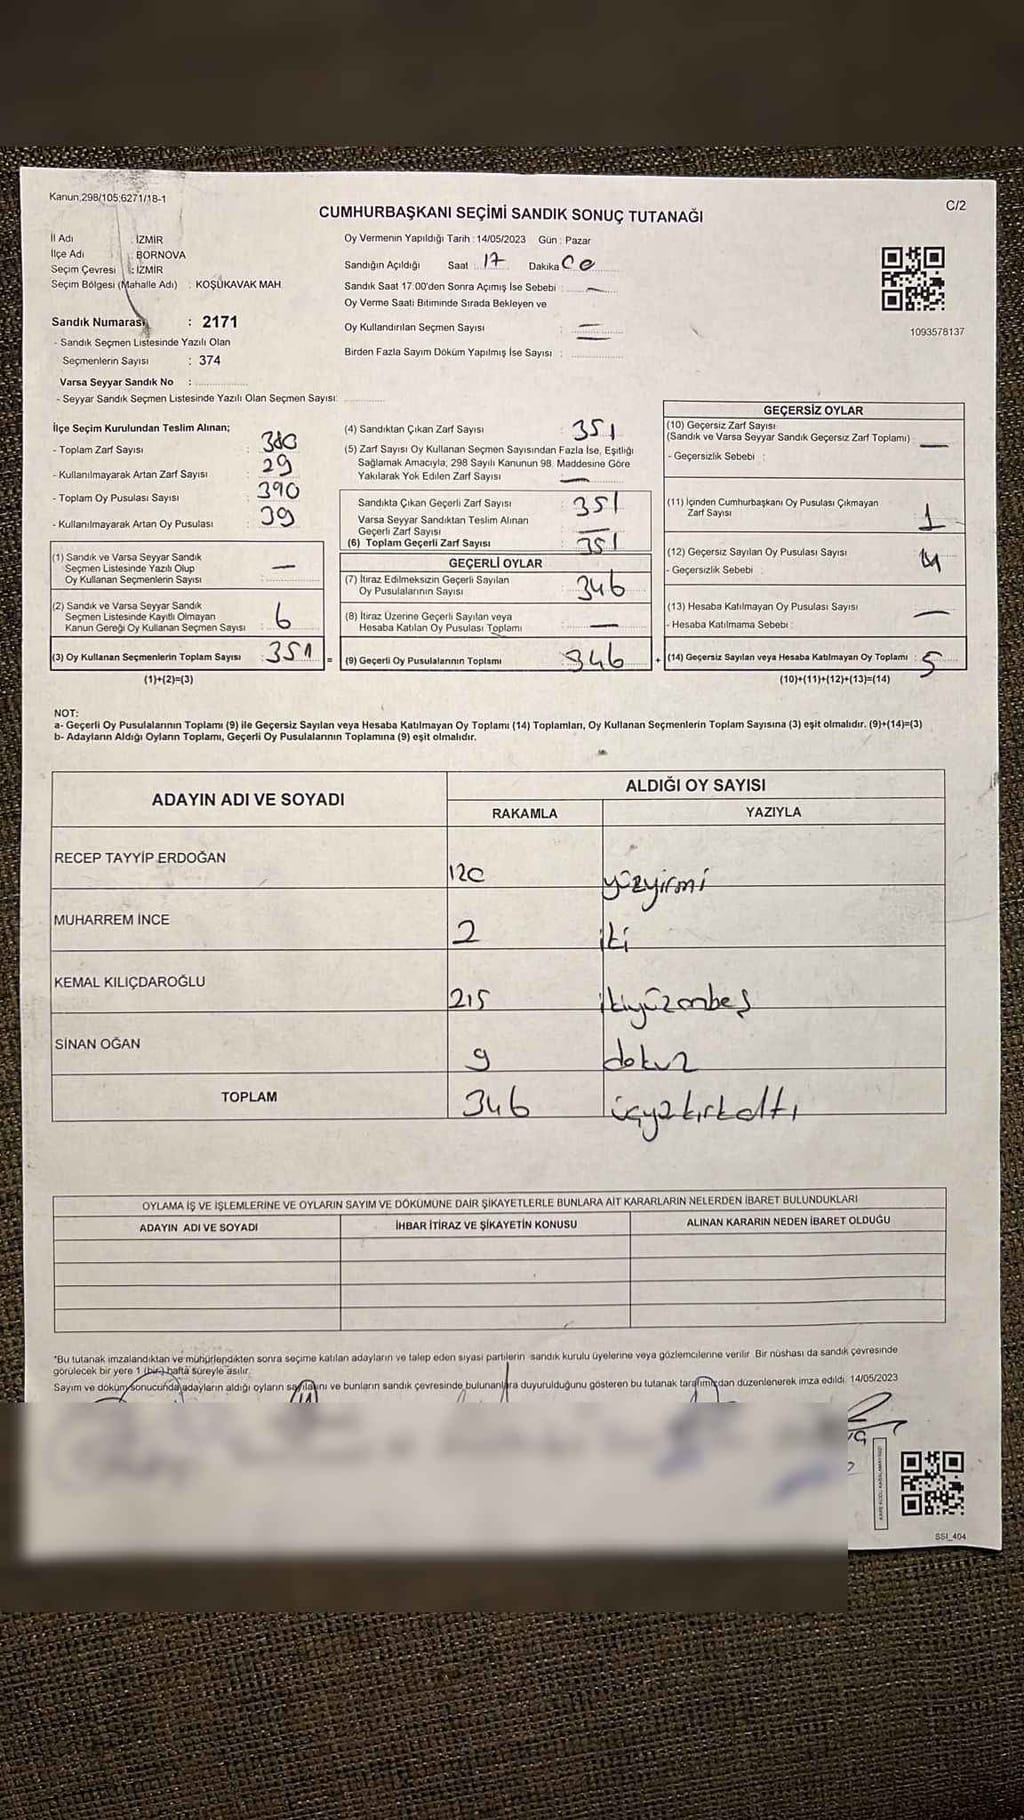 Kanun,298/105;6271/18-1
C/2
CUMHURBAŞKANI SEÇİMİ SANDIK SONUÇ TUTANAĞI
İl Adı : İZMİR
İlçe Adı : BORNOVA
Seçim Çevresi : İZMİR
Seçim Bölgesi (Mahalle Adı) : KOŞUKAVAK MAH.
Oy Vermenin Yapıldığı Tarih : 14/05/2023 Gün : Pazar
Sandığın Açıldığı Saat 17 Dakika 00
Sandık Saat 17:00'den Sonra Açımış İse Sebebi : —
Oy Verme Saati Bitiminde Sırada Bekleyen ve
Oy Kullandırılan Seçmen Sayısı : —
Birden Fazla Sayım Döküm Yapılmış İse Sayısı : —
1093578137
Sandık Numarası : 2171
- Sandık Seçmen Listesinde Yazılı Olan
Seçmenlerin Sayısı : 374
Varsa Seyyar Sandık No :
- Seyyar Sandık Seçmen Listesinde Yazılı Olan Seçmen Sayısı:
İlçe Seçim Kurulundan Teslim Alınan;
- Toplam Zarf Sayısı : 380
- Kullanılmayarak Artan Zarf Sayısı : 29
- Toplam Oy Pusulası Sayısı : 390
- Kullanılmayarak Artan Oy Pusulası : 39
(1) Sandık ve Varsa Seyyar Sandık
Seçmen Listesinde Yazılı Olup
Oy Kullanan Seçmenlerin Sayısı : —
(2) Sandık ve Varsa Seyyar Sandık
Seçmen Listesinde Kayıtlı Olmayan
Kanun Gereği Oy Kullanan Seçmen Sayısı : 6
(3) Oy Kullanan Seçmenlerin Toplam Sayısı : 351 =
(1)+(2)=(3)
(4) Sandıktan Çıkan Zarf Sayısı : 351
(5) Zarf Sayısı Oy Kullanan Seçmen Sayısından Fazla İse, Eşitliği
Sağlamak Amacıyla, 298 Sayılı Kanunun 98. Maddesine Göre
Yakılarak Yok Edilen Zarf Sayısı : —
Sandıkta Çıkan Geçerli Zarf Sayısı : 351
Varsa Seyyar Sandıktan Teslim Alınan
Geçerli Zarf Sayısı : —
(6) Toplam Geçerli Zarf Sayısı : 351
GEÇERLİ OYLAR
(7) İtiraz Edilmeksizin Geçerli Sayılan
Oy Pusulalarının Sayısı : 346
(8) İtiraz Üzerine Geçerli Sayılan veya
Hesaba Katılan Oy Pusulası Toplamı : —
(9) Geçerli Oy Pusulalarının Toplamı : 346 +
GEÇERSİZ OYLAR
(10) Geçersiz Zarf Sayısı
(Sandık ve Varsa Seyyar Sandık Geçersiz Zarf Toplamı) : —
- Geçersizlik Sebebi :
(11) İçinden Cumhurbaşkanı Oy Pusulası Çıkmayan
Zarf Sayısı : 1
(12) Geçersiz Sayılan Oy Pusulası Sayısı : 4
- Geçersizlik Sebebi :
(13) Hesaba Katılmayan Oy Pusulası Sayısı : —
- Hesaba Katılmama Sebebi :
(14) Geçersiz Sayılan veya Hesaba Katılmayan Oy Toplamı : 5
(10)+(11)+(12)+(13)=(14)
NOT:
a- Geçerli Oy Pusulalarının Toplamı (9) ile Geçersiz Sayılan veya Hesaba Katılmayan Oy Toplamı (14) Toplamları, Oy Kullanan Seçmenlerin Toplam Sayısına (3) eşit olmalıdır. (9)+(14)=(3)
b- Adayların Aldığı Oyların Toplamı, Geçerli Oy Pusulalarının Toplamına (9) eşit olmalıdır.
ADAYIN ADI VE SOYADI
ALDIĞI OY SAYISI
RAKAMLA YAZIYLA
RECEP TAYYİP ERDOĞAN 120 yüzyirmi
MUHARREM İNCE 2 iki
KEMAL KILIÇDAROĞLU 215 ikiyüzonbeş
SİNAN OĞAN 9 dokuz
TOPLAM 346 üçyzkırkaltı
OYLAMA İŞ VE İŞLEMLERİNE VE OYLARIN SAYIM VE DÖKÜMÜNE DAİR ŞİKAYETLERLE BUNLARA AİT KARARLARIN NELERDEN İBARET BULUNDUKLARI
ADAYIN ADI VE SOYADI İHBAR İTİRAZ VE ŞİKAYETİN KONUSU ALINAN KARARIN NEDEN İBARET OLDUĞU
*Bu tutanak imzalandıktan ve mühürlendikten sonra seçime katılan adayların ve talep eden siyasi partilerin sandık kurulu üyelerine veya gözlemcilerine verilir. Bir nüshası da sandık çevresinde
görülecek bir yere 1 (bir) hafta süreyle asılır.
Sayım ve döküm sonucunda adayların aldığı oyların sayılarını ve bunların sandık çevresinde bulunanlara duyurulduğunu gösteren bu tutanak tarafımızdan düzenlenerek imza edildi. 14/05/2023
SSI_404